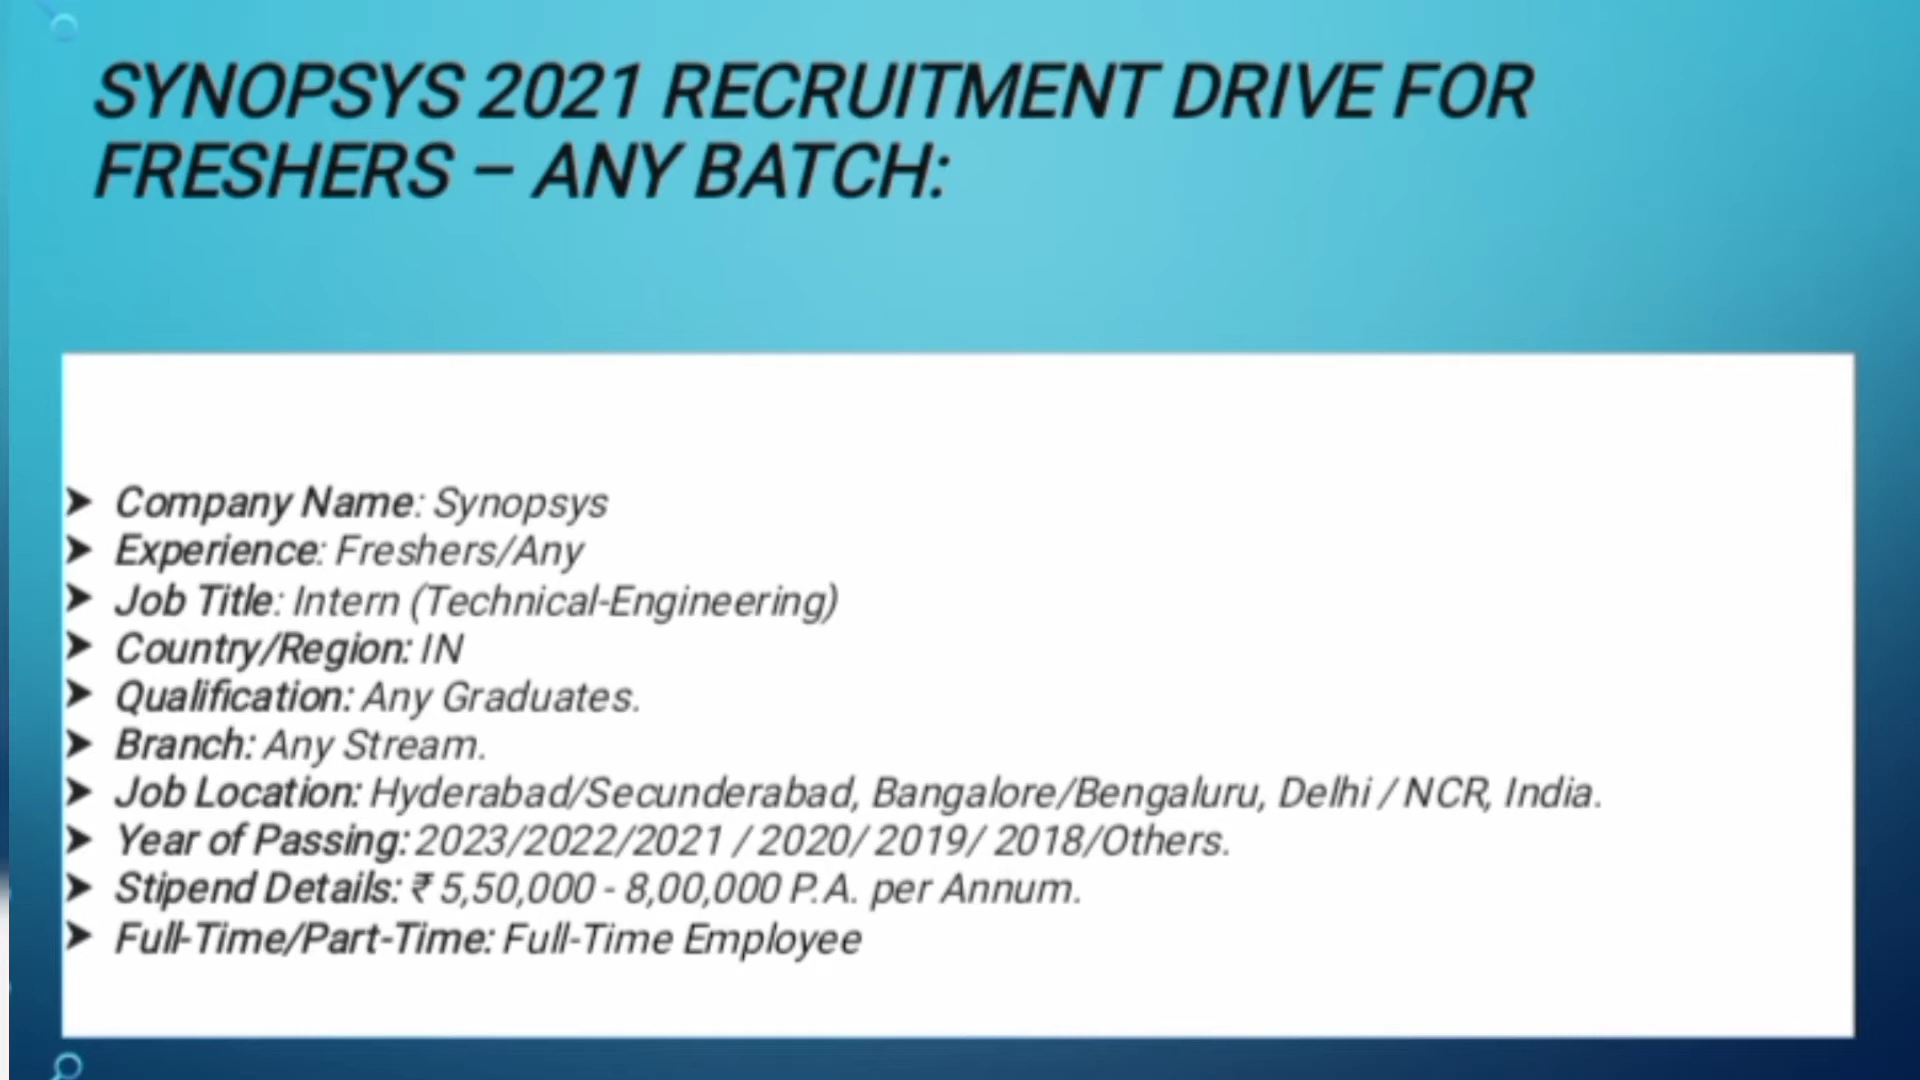 SYNOPSYS 2021 RECRUITMENT DRIVE FOR
FRESHERS – ANY BATCH:
➤ Company Name: Synopsys
➤ Experience: Freshers/Any
➤ Job Title: Intern (Technical-Engineering)
➤ Country/Region: IN
➤ Qualification: Any Graduates.
➤ Branch: Any Stream.
➤ Job Location: Hyderabad/Secunderabad, Bangalore/Bengaluru, Delhi / NCR, India.
➤ Year of Passing: 2023/2022/2021 / 2020/ 2019/ 2018/Others.
➤ Stipend Details: ₹ 5,50,000 - 8,00,000 P.A. per Annum.
➤ Full-Time/Part-Time: Full-Time Employee